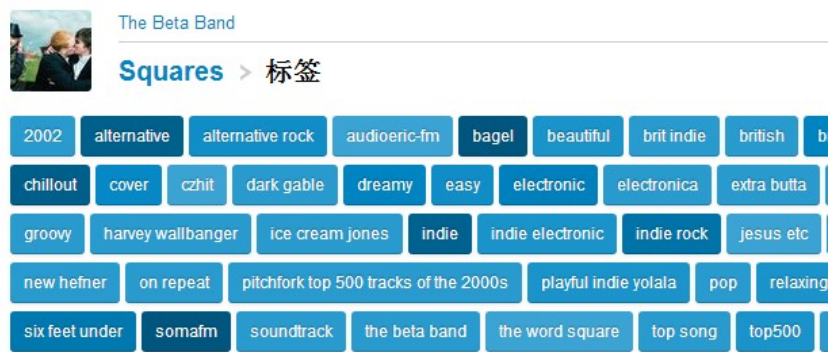 The Beta Band
Squares > 标签
2002 alternative alternative rock audioeric-fm bagel beautiful brit indie british
chillout cover czhit dark gable dreamy easy electronic electronica extra butta
groovy harvey wallbanger ice cream jones indie indie electronic indie rock jesus etc
new hefner on repeat pitchfork top 500 tracks of the 2000s playful indie yolala pop relaxing
six feet under somafm soundtrack the beta band the word square top song top500